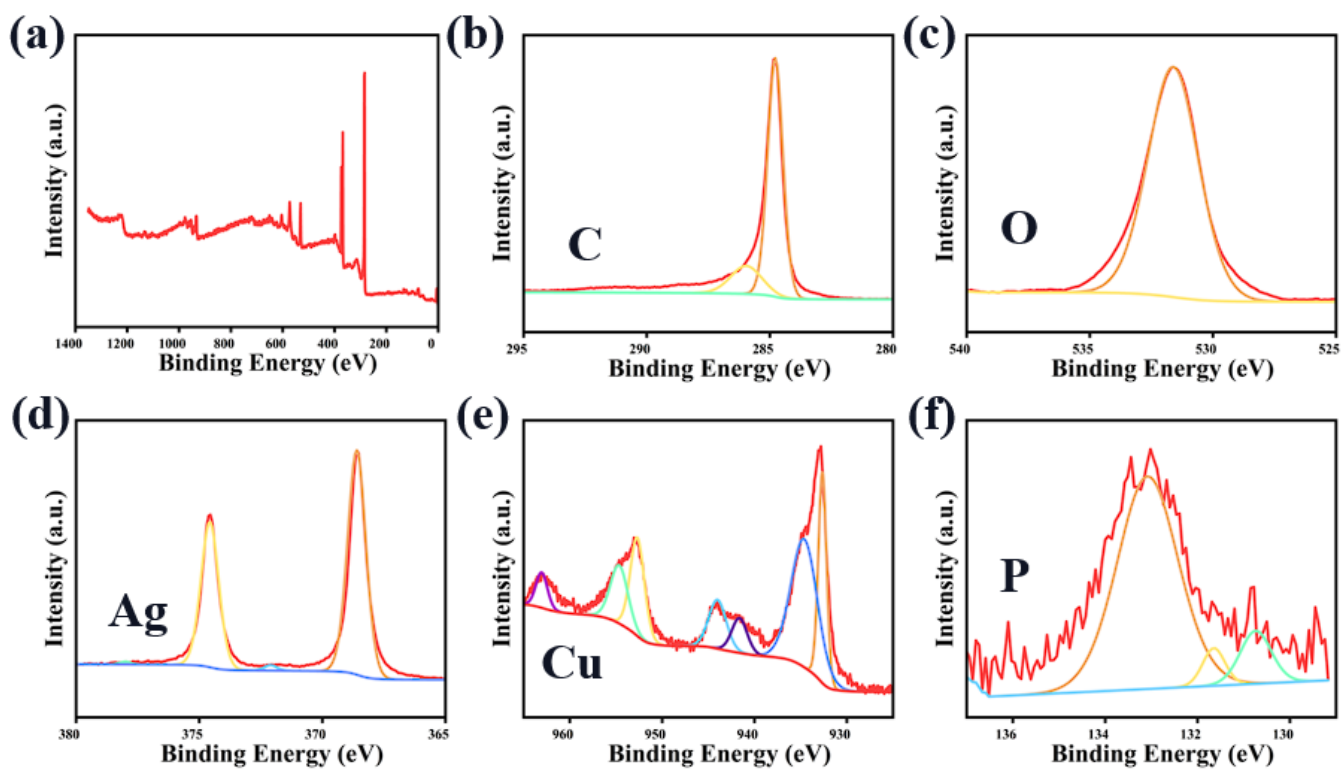 (a)
Intensity (a.u.)
1400 1200 1000 800 600 400 200 0
Binding Energy (eV)
(b)
Intensity (a.u.)
C
295 290 285 280
Binding Energy (eV)
(c)
Intensity (a.u.)
O
540 535 530 525
Binding Energy (eV)
(d)
Intensity (a.u.)
Ag
380 375 370 365
Binding Energy (eV)
(e)
Intensity (a.u.)
Cu
960 950 940 930
Binding Energy (eV)
(f)
Intensity (a.u.)
P
136 134 132 130
Binding Energy (eV)